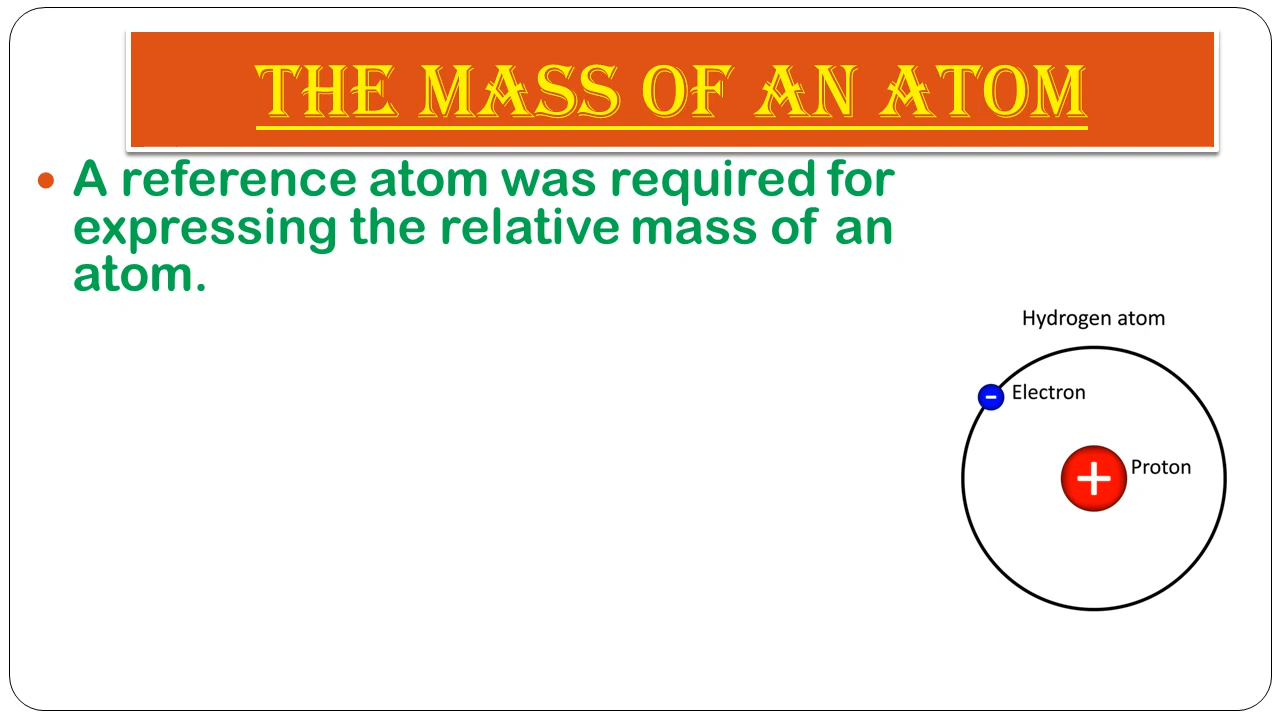 THE MASS OF AN ATOM
• A reference atom was required for
expressing the relative mass of an
atom.
Hydrogen atom
- Electron
+ Proton